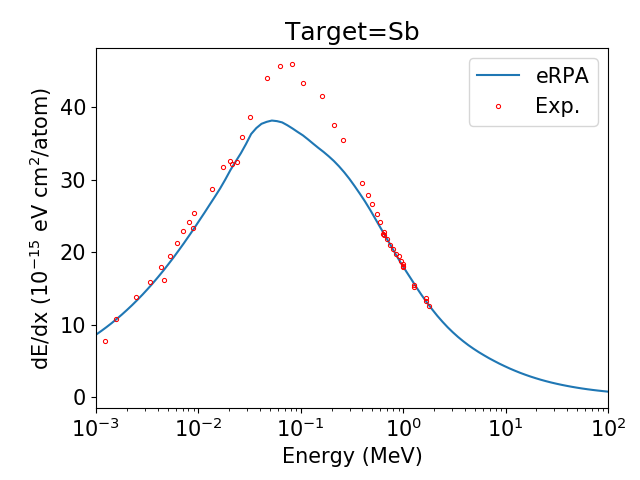 Target=Sb
eRPA
Exp.
dE/dx (10⁻¹⁵ eV cm²/atom)
40
30
20
10
0
10⁻³ 10⁻² 10⁻¹ 10⁰ 10¹ 10²
Energy (MeV)